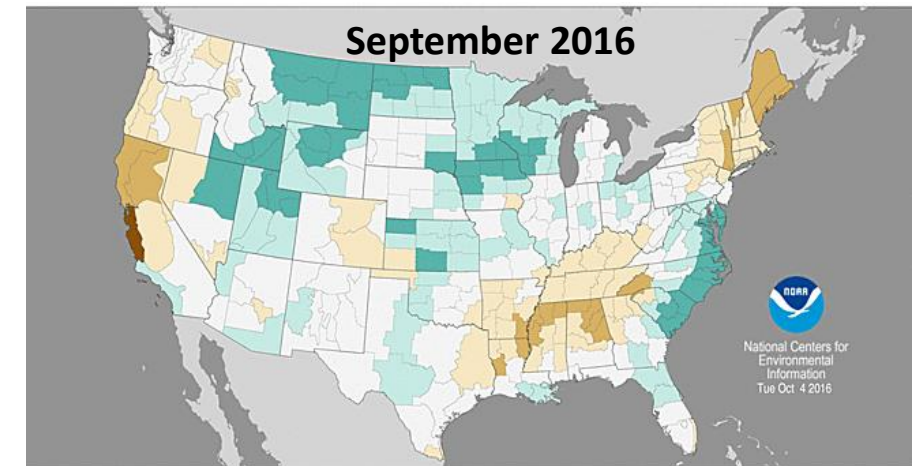 September 2016
NOAA
National Centers for
Environmental
Information
Tue Oct 4 2016